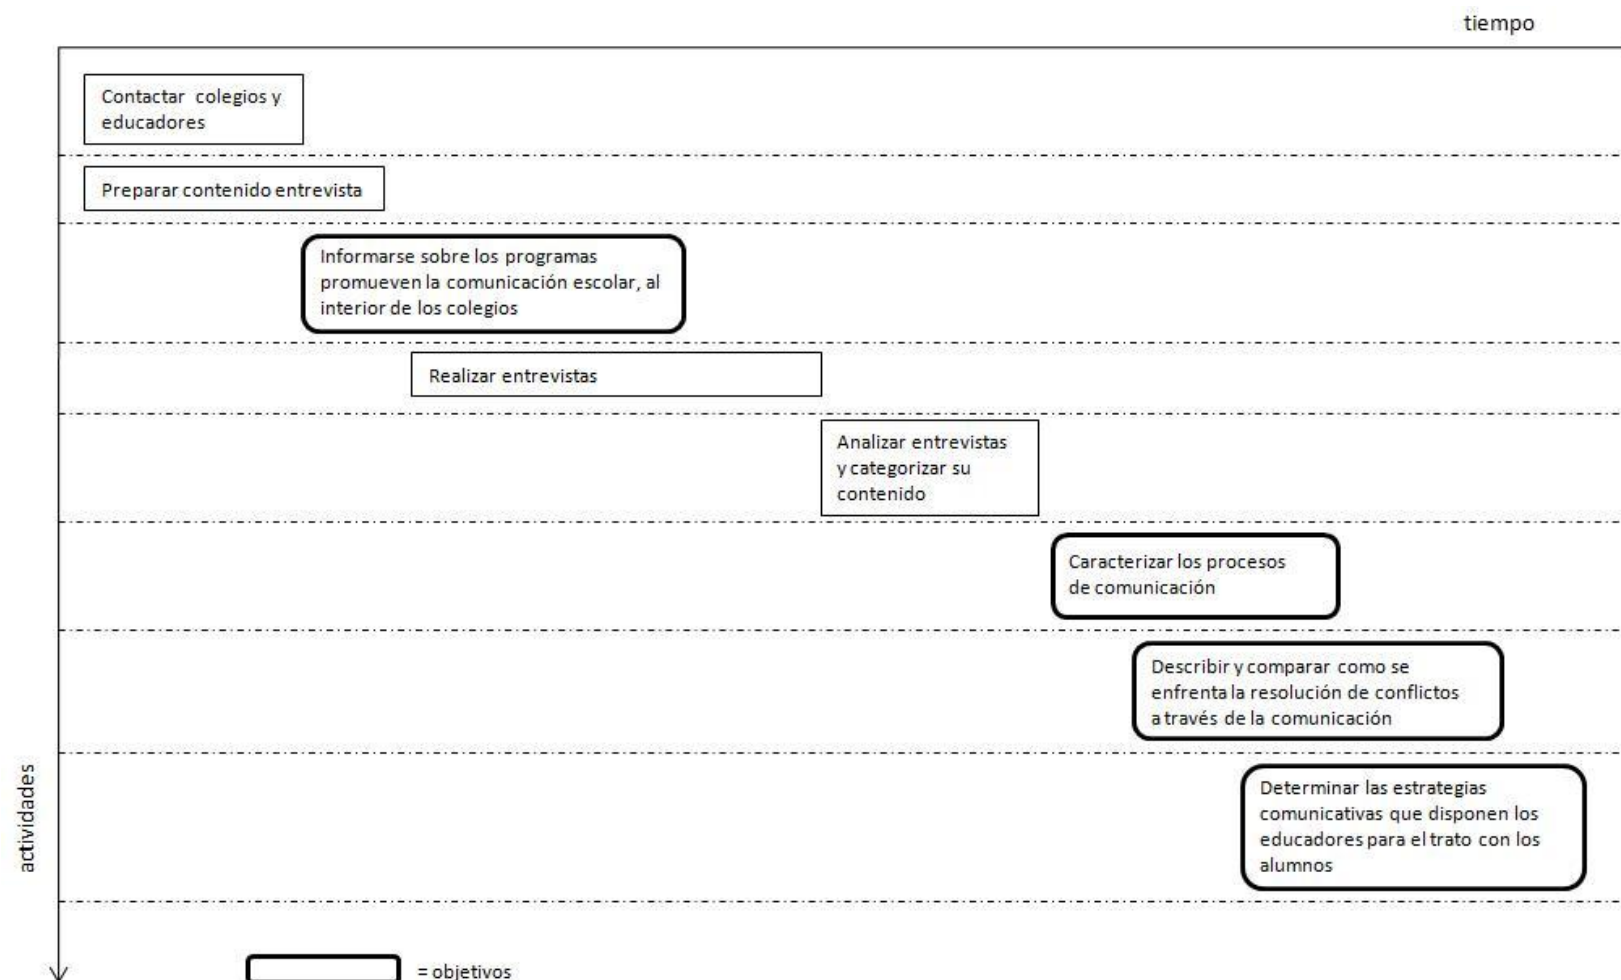 tiempo
Contactar colegios y
educadores
Preparar contenido entrevista
Informarse sobre los programas
promueven la comunicación escolar, al
interior de los colegios
Realizar entrevistas
Analizar entrevistas
y categorizar su
contenido
Caracterizar los procesos
de comunicación
Describir y comparar como se
enfrenta la resolución de conflictos
a través de la comunicación
Determinar las estrategias
comunicativas que disponen los
educadores para el trato con los
alumnos
actividades
= objetivos